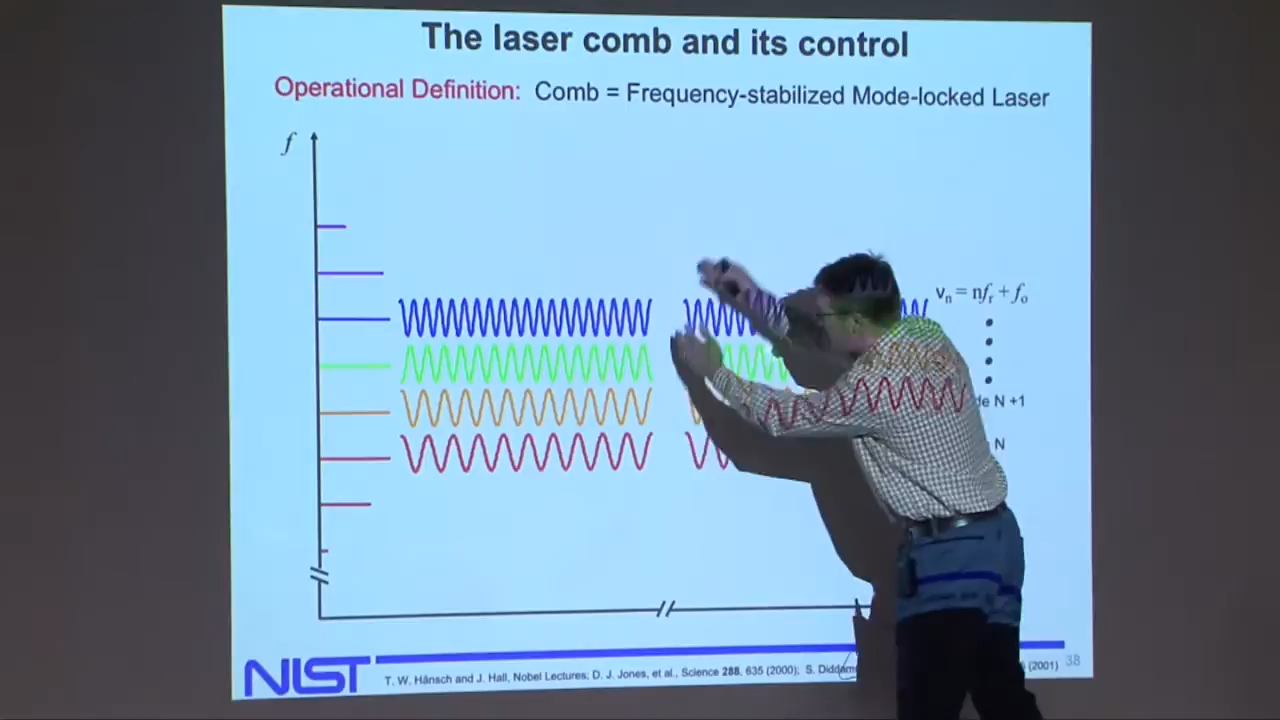 The laser comb and its control
Operational Definition: Comb = Frequency-stabilized Mode-locked Laser
f
νn = nfr + fo
N +1
N
NIST
T. W. Hänsch and J. Hall, Nobel Lectures; D. J. Jones, et al., Science 288, 635 (2000); S. (2001) 38